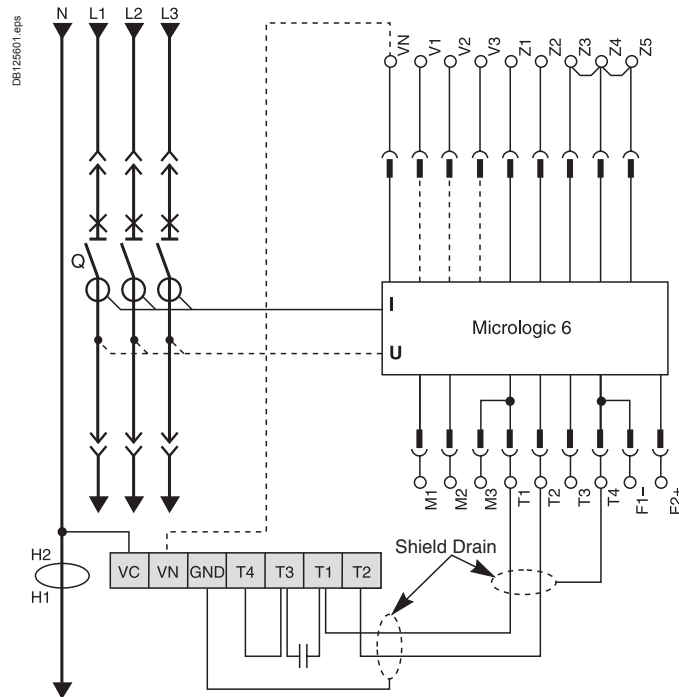 DB125601.eps
N L1 L2 L3
VN V1 V2 V3 Z1 Z2 Z3 Z4 Z5
Q
I
Micrologic 6
U
M1 M2 M3 T1 T2 T3 T4 F1– F2+
Shield Drain
H2
H1
VC VN GND T4 T3 T1 T2